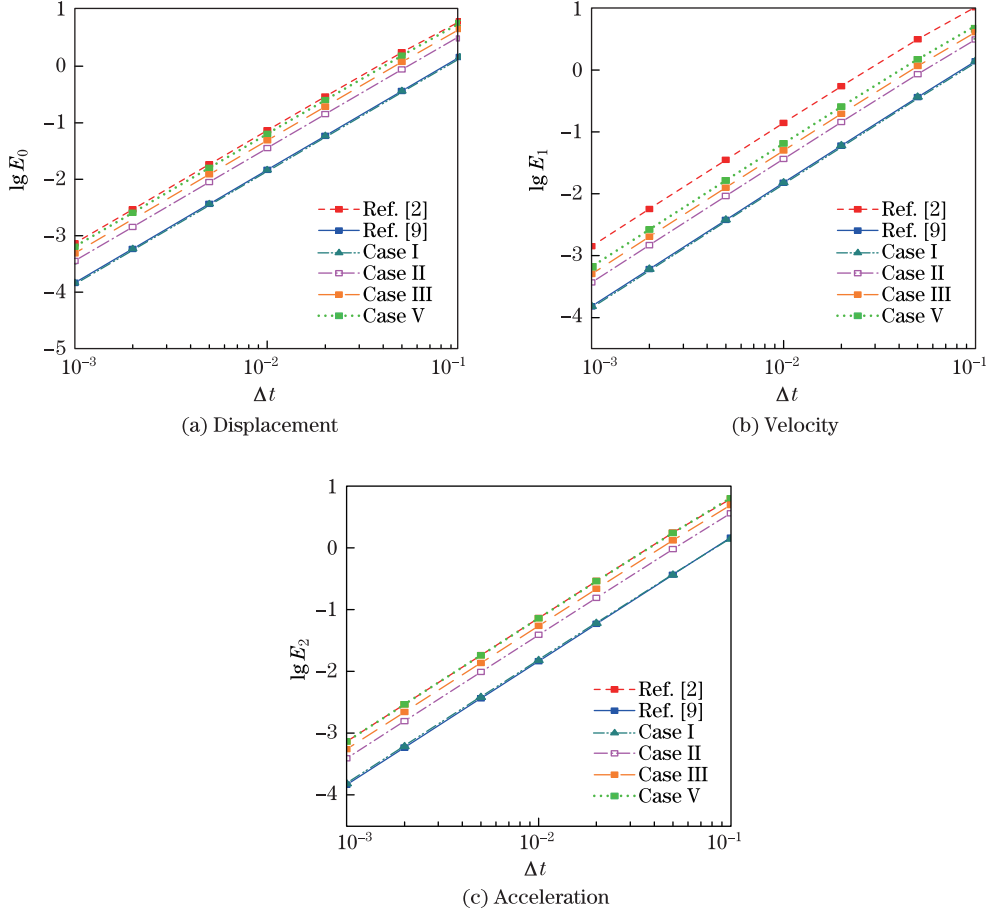 1
0
−1
−2
−3
−4
−5
lg E₀
Ref. [2]
Ref. [9]
Case I
Case II
Case III
Case V
10⁻³
10⁻²
10⁻¹
Δt
(a) Displacement
1
0
−1
−2
−3
−4
lg E₁
Ref. [2]
Ref. [9]
Case I
Case II
Case III
Case V
10⁻³
10⁻²
10⁻¹
Δt
(b) Velocity
1
0
−1
−2
−3
−4
lg E₂
Ref. [2]
Ref. [9]
Case I
Case II
Case III
Case V
10⁻³
10⁻²
10⁻¹
Δt
(c) Acceleration